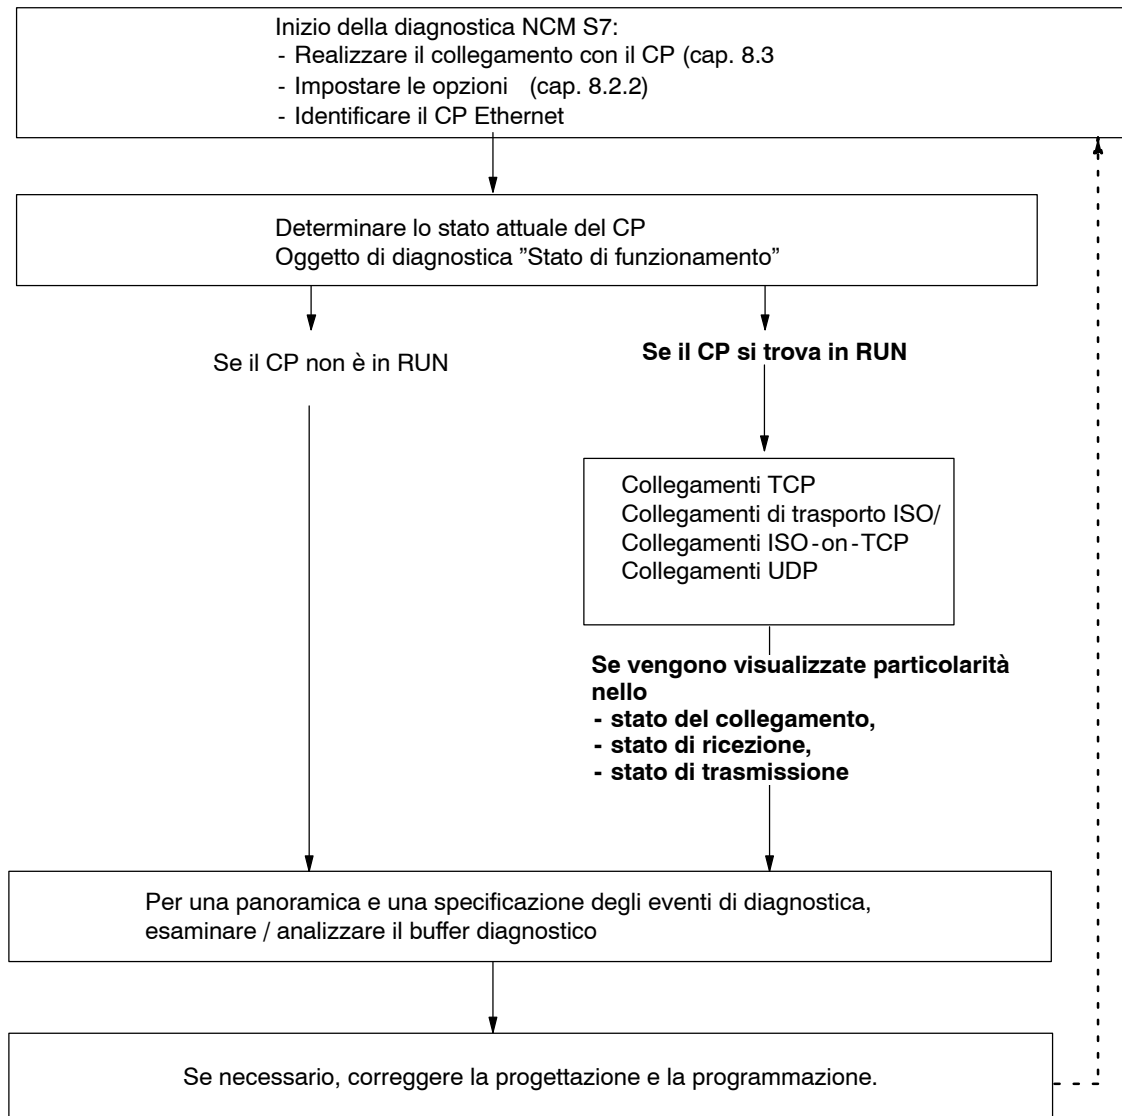 Inizio della diagnostica NCM S7:
- Realizzare il collegamento con il CP (cap. 8.3
- Impostare le opzioni (cap. 8.2.2)
- Identificare il CP Ethernet
Determinare lo stato attuale del CP
Oggetto di diagnostica ”Stato di funzionamento”
Se il CP non è in RUN
Se il CP si trova in RUN
Collegamenti TCP
Collegamenti di trasporto ISO/
Collegamenti ISO-on-TCP
Collegamenti UDP
Se vengono visualizzate particolarità
nello
- stato del collegamento,
- stato di ricezione,
- stato di trasmissione
Per una panoramica e una specificazione degli eventi di diagnostica,
esaminare / analizzare il buffer diagnostico
Se necessario, correggere la progettazione e la programmazione.